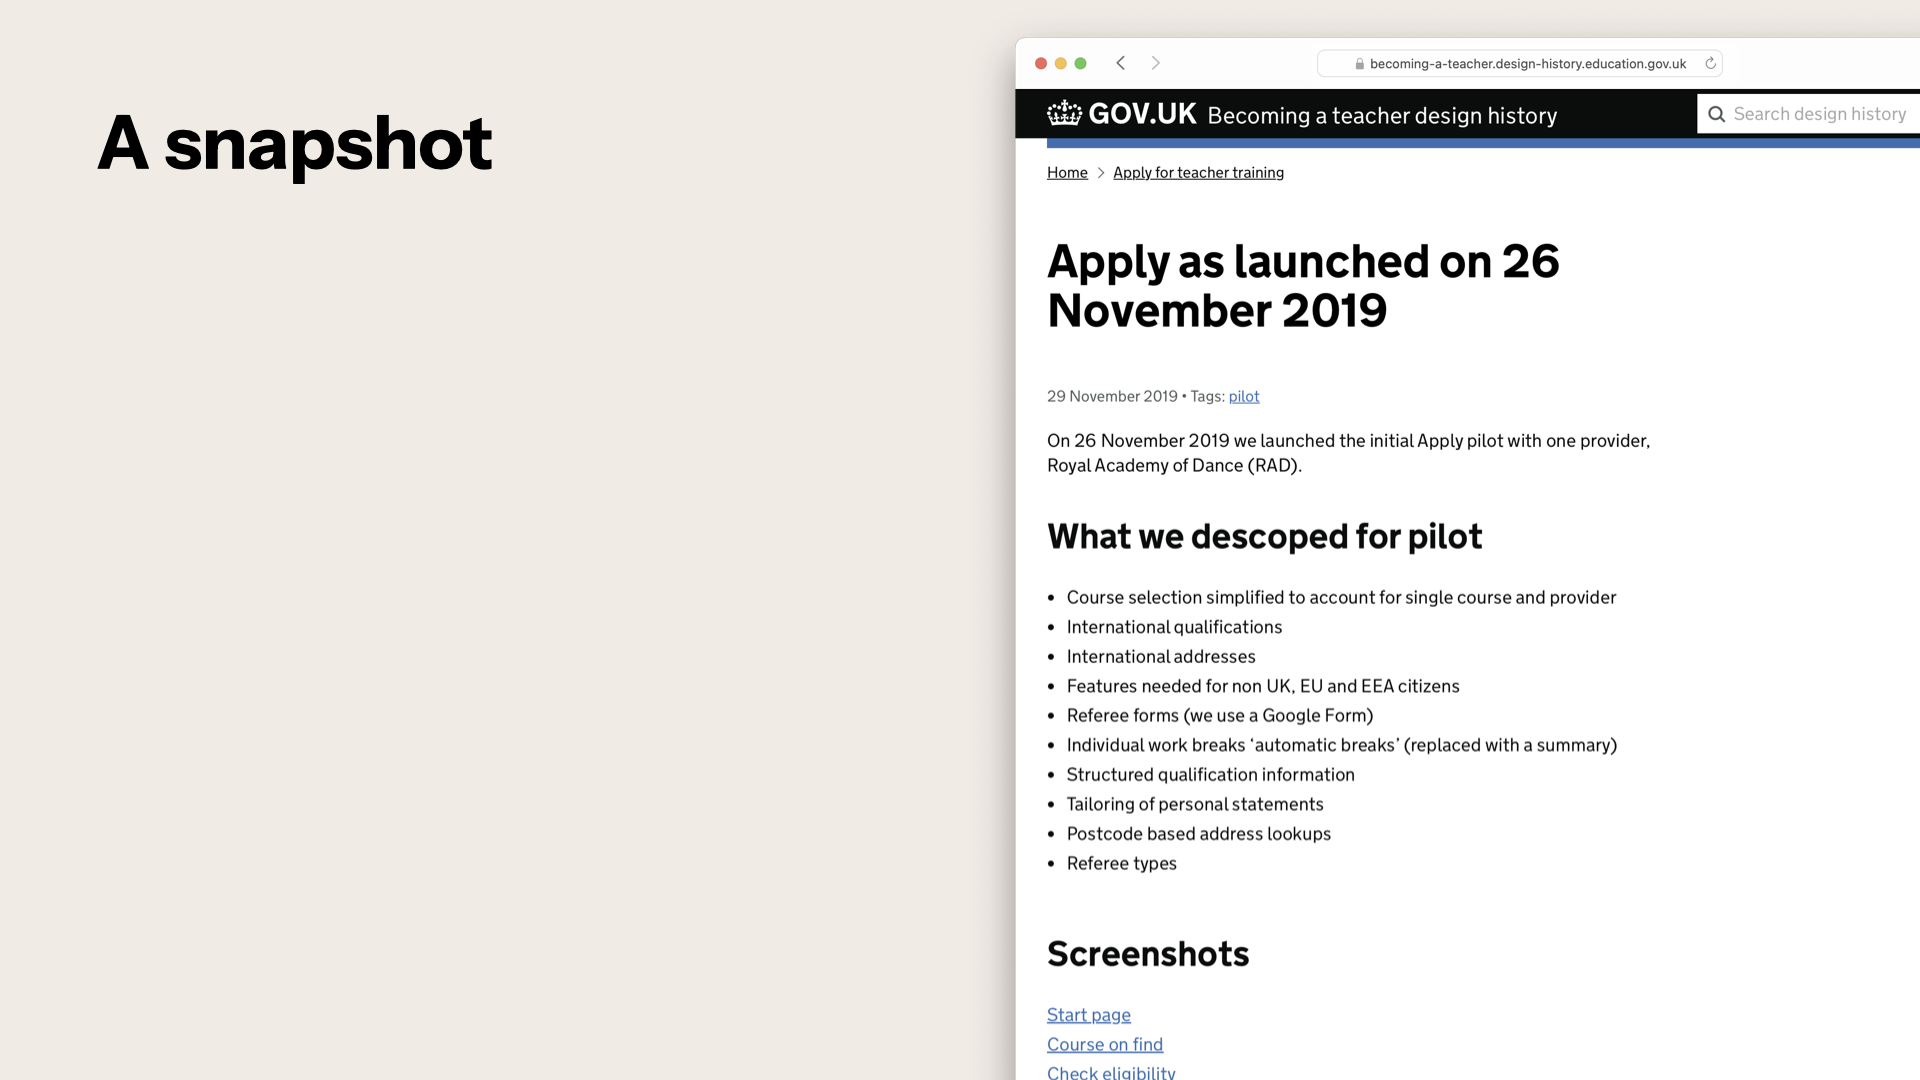 A snapshot
becoming-a-teacher.design-history.education.gov.uk
GOV.UK Becoming a teacher design history
Search design history
Home > Apply for teacher training
Apply as launched on 26
November 2019
29 November 2019 • Tags: pilot
On 26 November 2019 we launched the initial Apply pilot with one provider,
Royal Academy of Dance (RAD).
What we descoped for pilot
• Course selection simplified to account for single course and provider
• International qualifications
• International addresses
• Features needed for non UK, EU and EEA citizens
• Referee forms (we use a Google Form)
• Individual work breaks ‘automatic breaks’ (replaced with a summary)
• Structured qualification information
• Tailoring of personal statements
• Postcode based address lookups
• Referee types
Screenshots
Start page
Course on find
Check eligibility